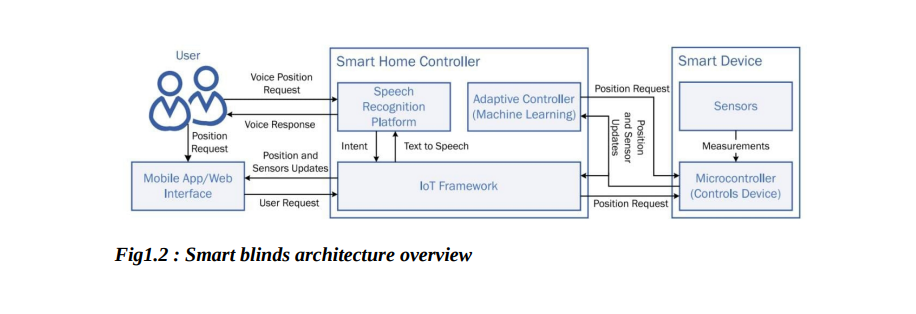 User
Smart Home Controller
Smart Device
Voice Position
Request
Speech
Recognition
Platform
Adaptive Controller
(Machine Learning)
Position Request
Sensors
Voice Response
Position
Request
Intent
Text to Speech
Position
and Sensor
Updates
Measurements
Mobile App/Web
Interface
Position and
Sensors Updates
User Request
IoT Framework
Position Request
Microcontroller
(Controls Device)
Fig1.2 : Smart blinds architecture overview